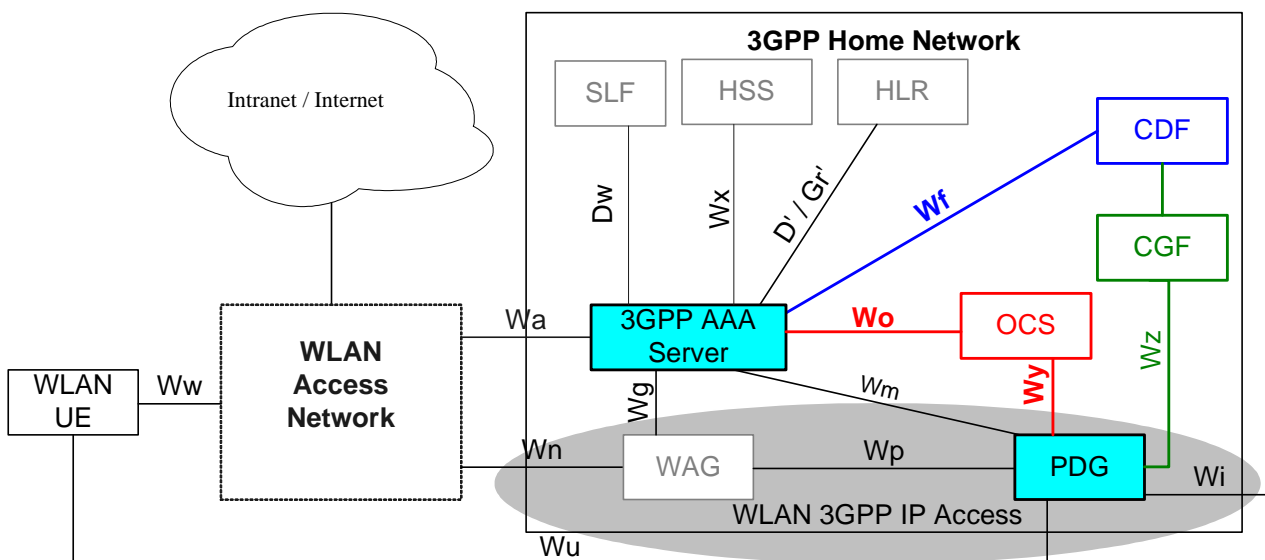 3GPP Home Network
Intranet / Internet
SLF
HSS
HLR
CDF
Dw
Wx
D' / Gr'
Wf
CGF
Wa
3GPP AAA
Server
Wo
OCS
Wz
WLAN
Access
Network
WLAN
UE
Ww
Wg
Wm
Wy
Wn
WAG
Wp
PDG
Wi
WLAN 3GPP IP Access
Wu